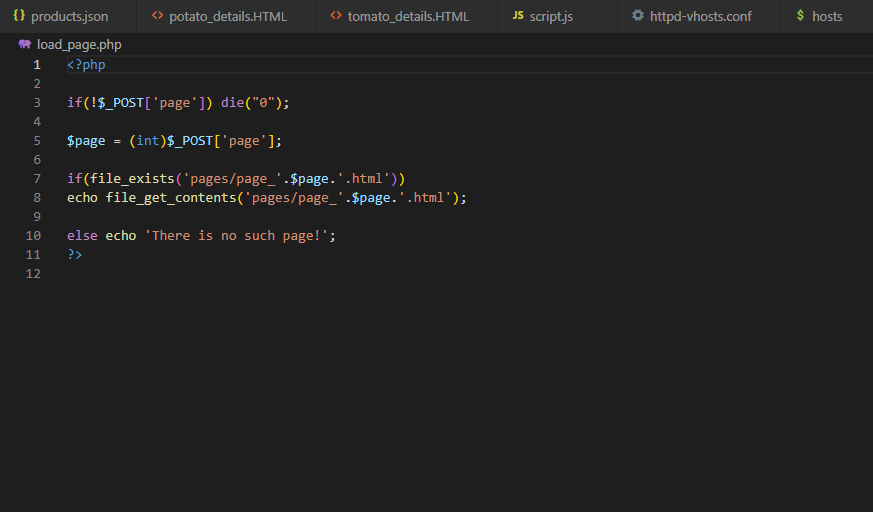 products.json potato_details.HTML tomato_details.HTML JS script.js httpd-vhosts.conf $ hosts
load_page.php
1 <?php
2
3 if(!$_POST['page']) die("0");
4
5 $page = (int)$_POST['page'];
6
7 if(file_exists('pages/page_'.$page.'.html'))
8 echo file_get_contents('pages/page_'.$page.'.html');
9
10 else echo 'There is no such page!';
11 ?>
12